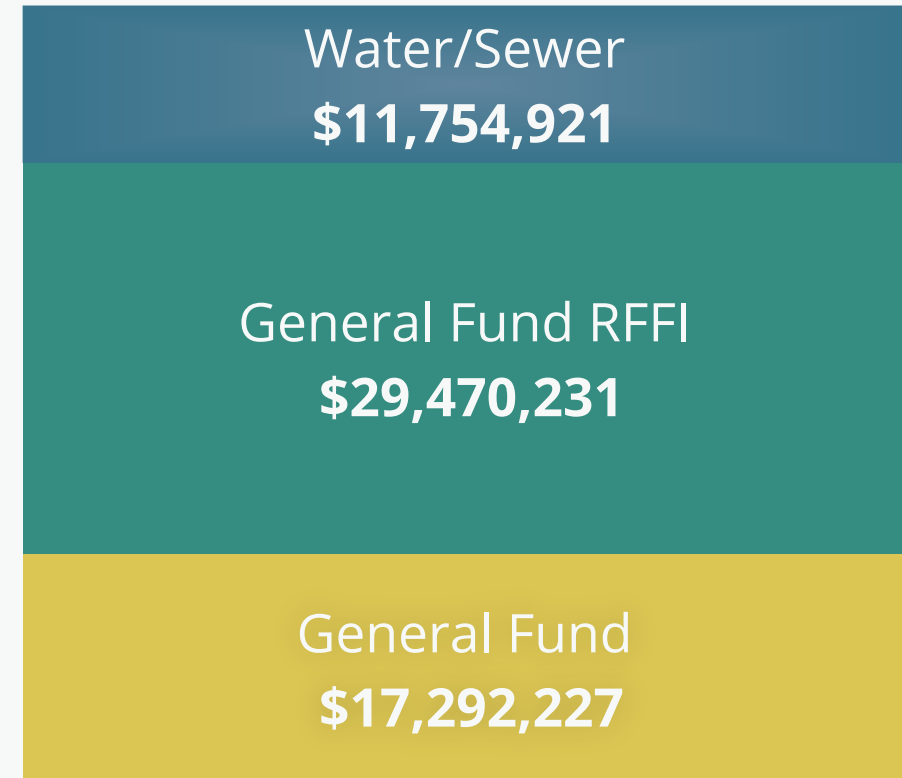 Water/Sewer
$11,754,921
General Fund RFFI
$29,470,231
General Fund
$17,292,227